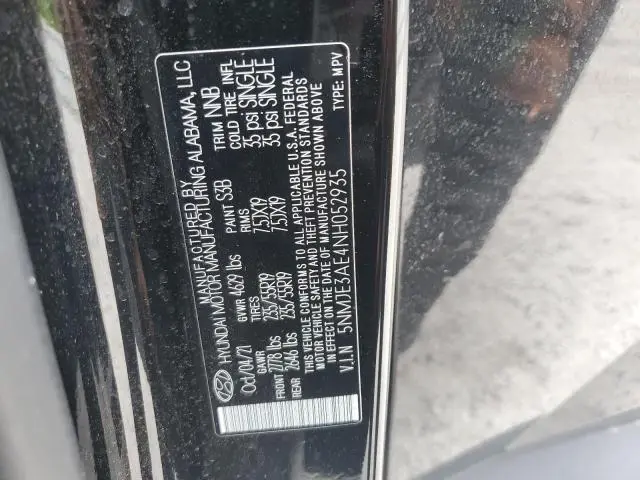 MANUFACTURED BY
HYUNDAI MOTOR MANUFACTURING ALABAMA, LLC
Oct/04/21 GVWR 4629 lbs PAINT S3B TRIM NNB
GAWR TIRES RIMS COLD TIRE INFL
FRONT 2778 lbs 235/55R19 7.5JX19 35 psi SINGLE
REAR 2646 lbs 235/55R19 7.5JX19 35 psi SINGLE
THIS VEHICLE CONFORMS TO ALL APPLICABLE U.S.A. FEDERAL
MOTOR VEHICLE SAFETY AND THEFT PREVENTION STANDARDS
IN EFFECT ON THE DATE OF MANUFACTURE SHOWN ABOVE
V.I.N 5NMJE3AE4NH052935 TYPE: MPV